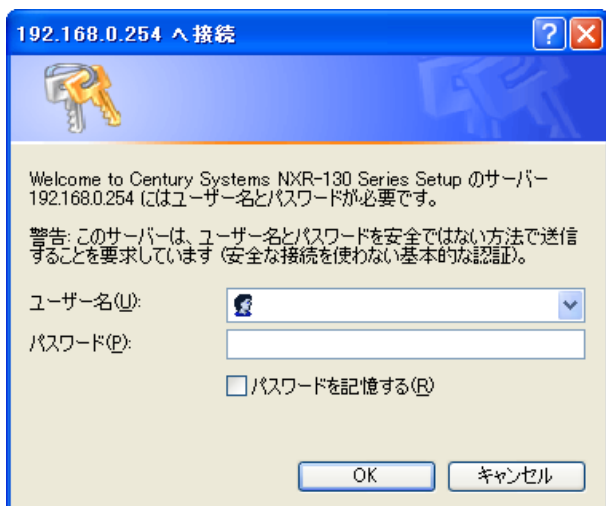 192.168.0.254 へ接続
Welcome to Century Systems NXR-130 Series Setup のサーバー
192.168.0.254 にはユーザー名とパスワードが必要です。
警告: このサーバーは、ユーザー名とパスワードを安全ではない方法で送信
することを要求しています (安全な接続を使わない基本的な認証)。
ユーザー名(U):
パスワード(P):
パスワードを記憶する(R)
OK キャンセル